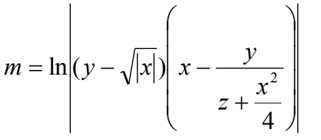 m = ln|(y - √|x|)(x - y/(z + x²/4))|